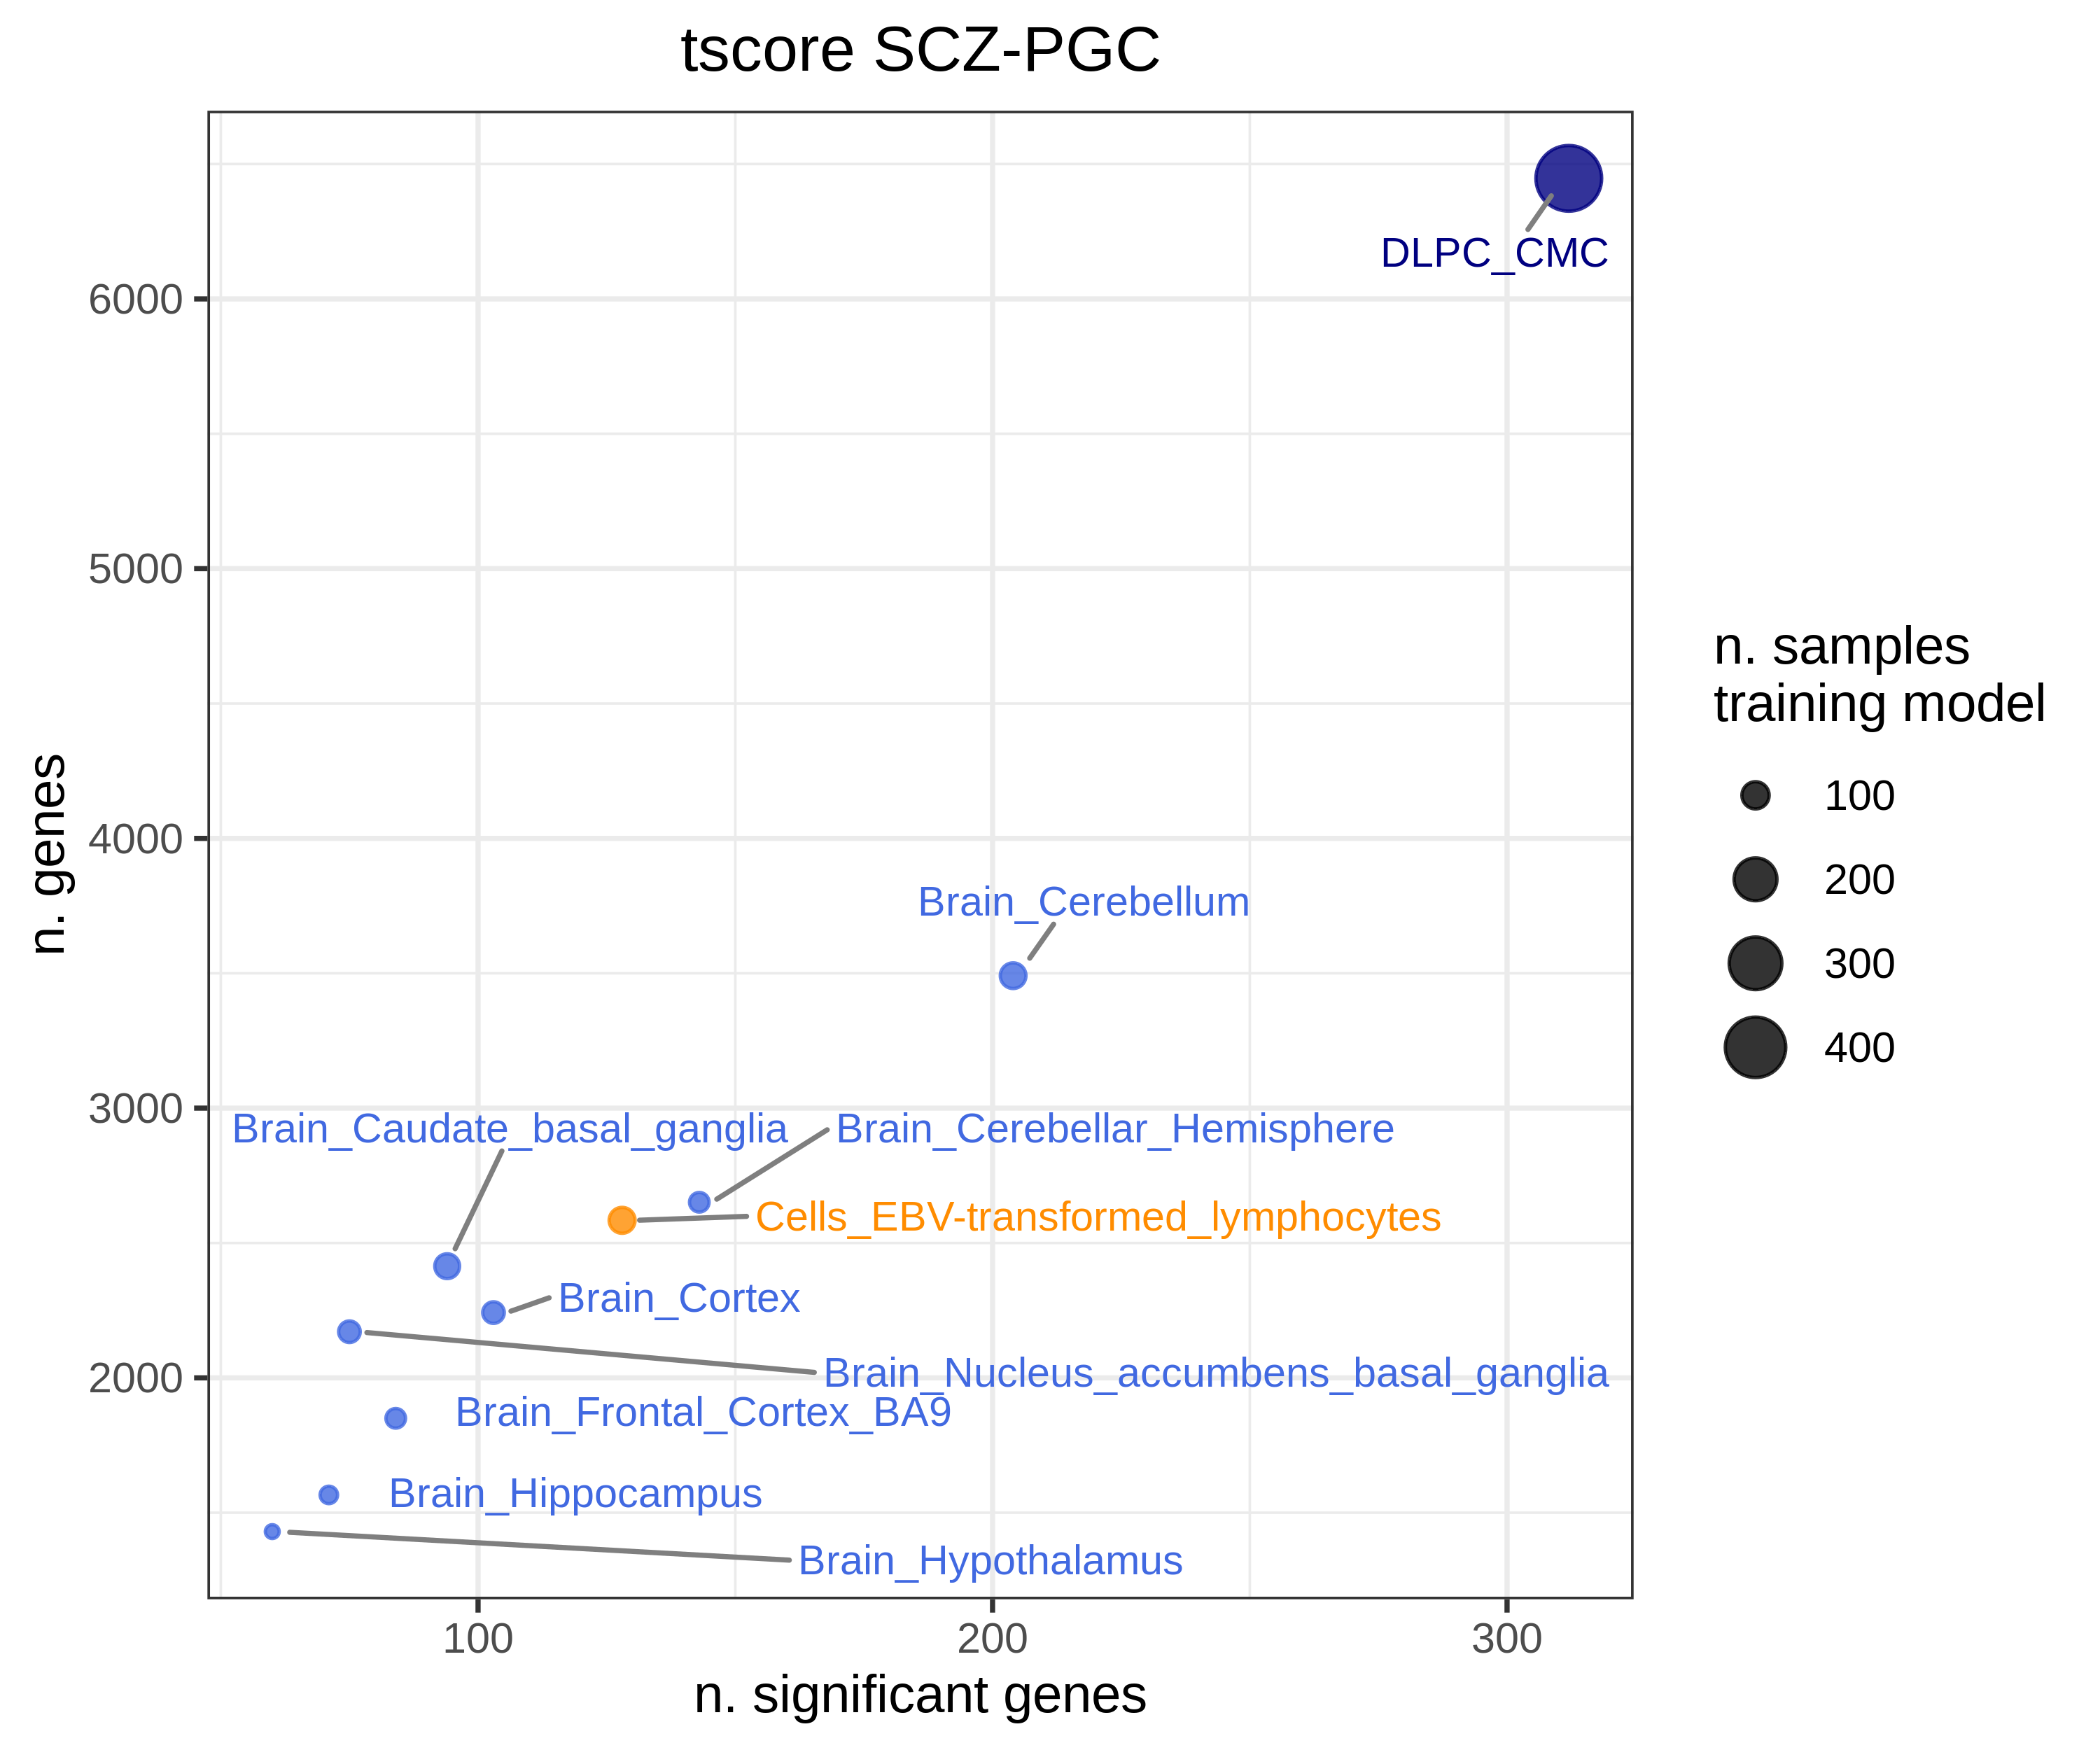 tscore SCZ-PGC
DLPC_CMC
6000
5000
n. samples
training model
100
200
300
400
n. genes
4000
Brain_Cerebellum
3000
Brain_Caudate_basal_ganglia
Brain_Cerebellar_Hemisphere
Cells_EBV-transformed_lymphocytes
Brain_Cortex
2000
Brain_Nucleus_accumbens_basal_ganglia
Brain_Frontal_Cortex_BA9
Brain_Hippocampus
Brain_Hypothalamus
100
200
300
n. significant genes